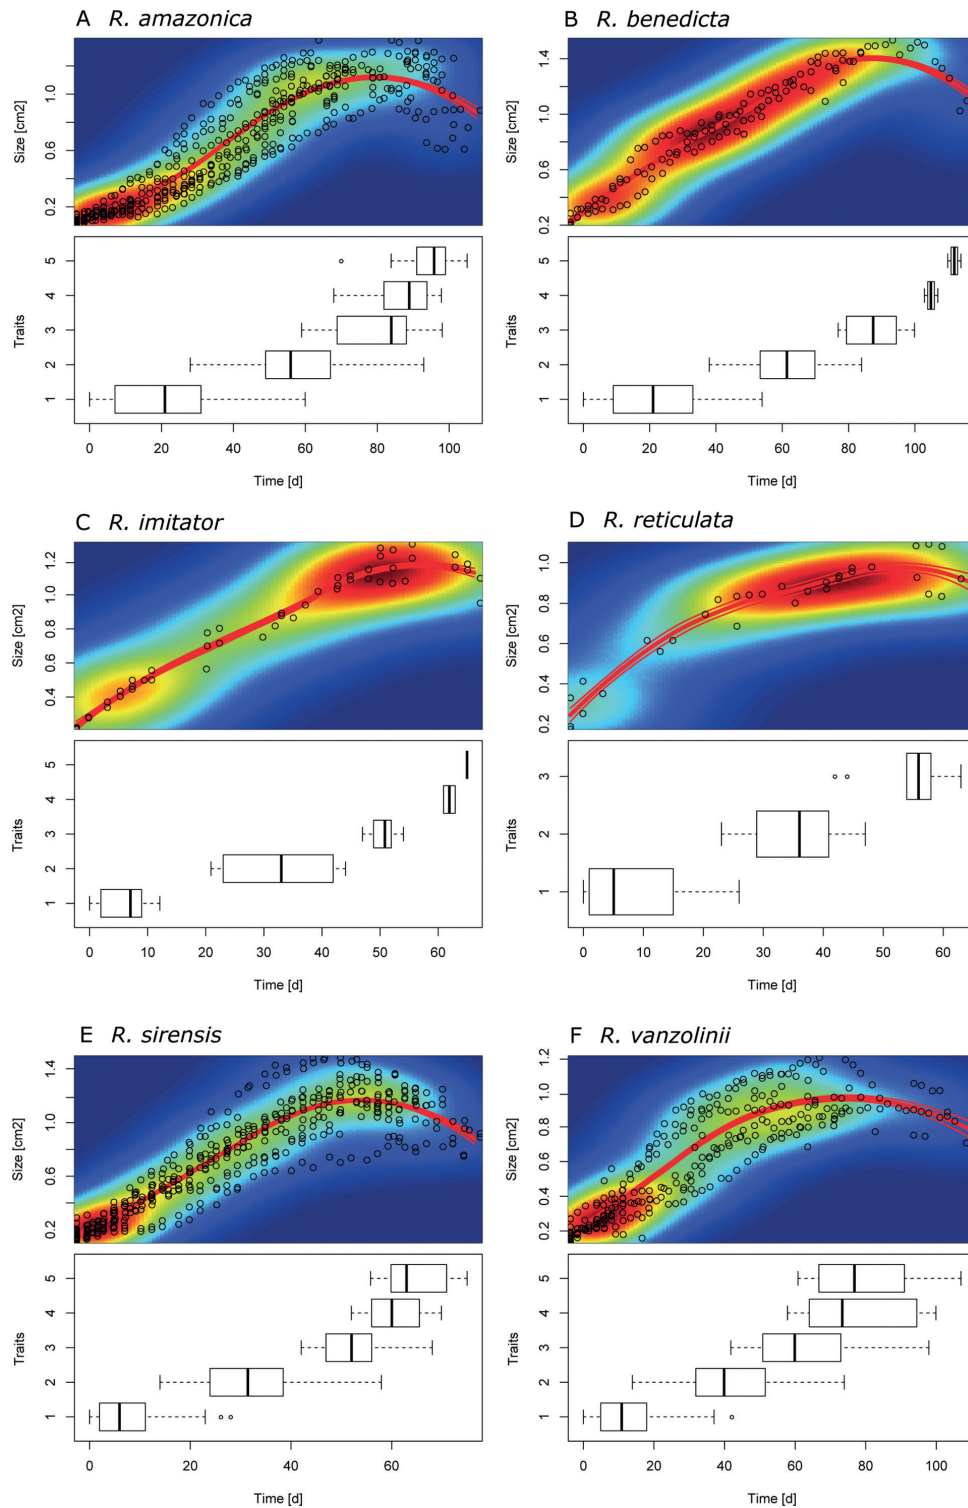 A R. amazonica
Size [cm2]
0.2 0.6 1.0
Traits
5
4
3
2
1
0 20 40 60 80 100
Time [d]
B R. benedicta
Size [cm2]
0.2 0.6 1.0 1.4
Traits
5
4
3
2
1
0 20 40 60 80 100
Time [d]
C R. imitator
Size [cm2]
0.4 0.6 0.8 1.0 1.2
Traits
5
4
3
2
1
0 10 20 30 40 50 60
Time [d]
D R. reticulata
Size [cm2]
0.2 0.4 0.6 0.8 1.0
Traits
3
2
1
0 10 20 30 40 50 60
Time [d]
E R. sirensis
Size [cm2]
0.2 0.6 1.0 1.4
Traits
5
4
3
2
1
0 20 40 60
Time [d]
F R. vanzolinii
Size [cm2]
0.2 0.4 0.6 0.8 1.0 1.2
Traits
5
4
3
2
1
0 20 40 60 80 100
Time [d]